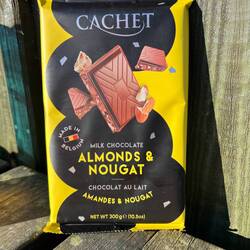 CACHET
MADE IN
BELGIUM
MILK CHOCOLATE
ALMONDS &
NOUGAT
CHOCOLAT AU LAIT
AMANDES & NOUGAT
NET WT 300g℮ (10.5oz)